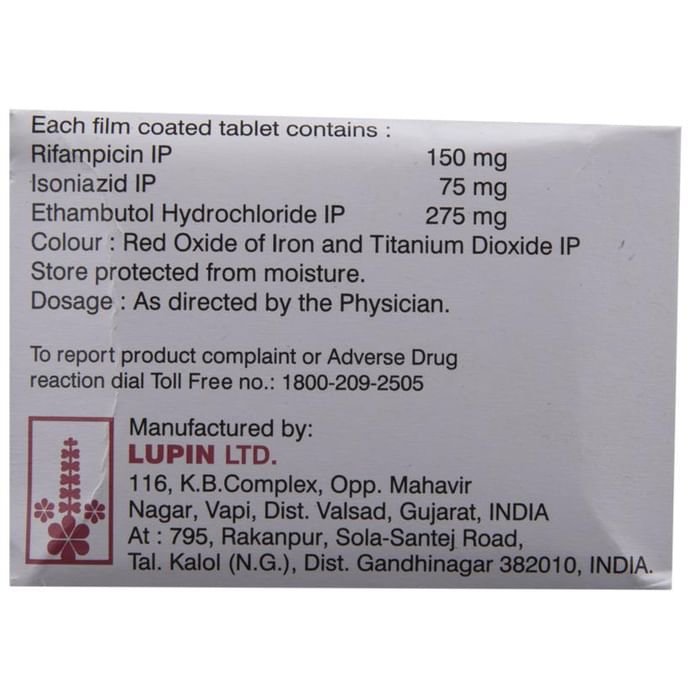 Each film coated tablet contains :
Rifampicin IP 150 mg
Isoniazid IP 75 mg
Ethambutol Hydrochloride IP 275 mg
Colour : Red Oxide of Iron and Titanium Dioxide IP
Store protected from moisture.
Dosage : As directed by the Physician.
To report product complaint or Adverse Drug
reaction dial Toll Free no.: 1800-209-2505
Manufactured by:
LUPIN LTD.
116, K.B.Complex, Opp. Mahavir
Nagar, Vapi, Dist. Valsad, Gujarat, INDIA
At : 795, Rakanpur, Sola-Santej Road,
Tal. Kalol (N.G.), Dist. Gandhinagar 382010, INDIA.